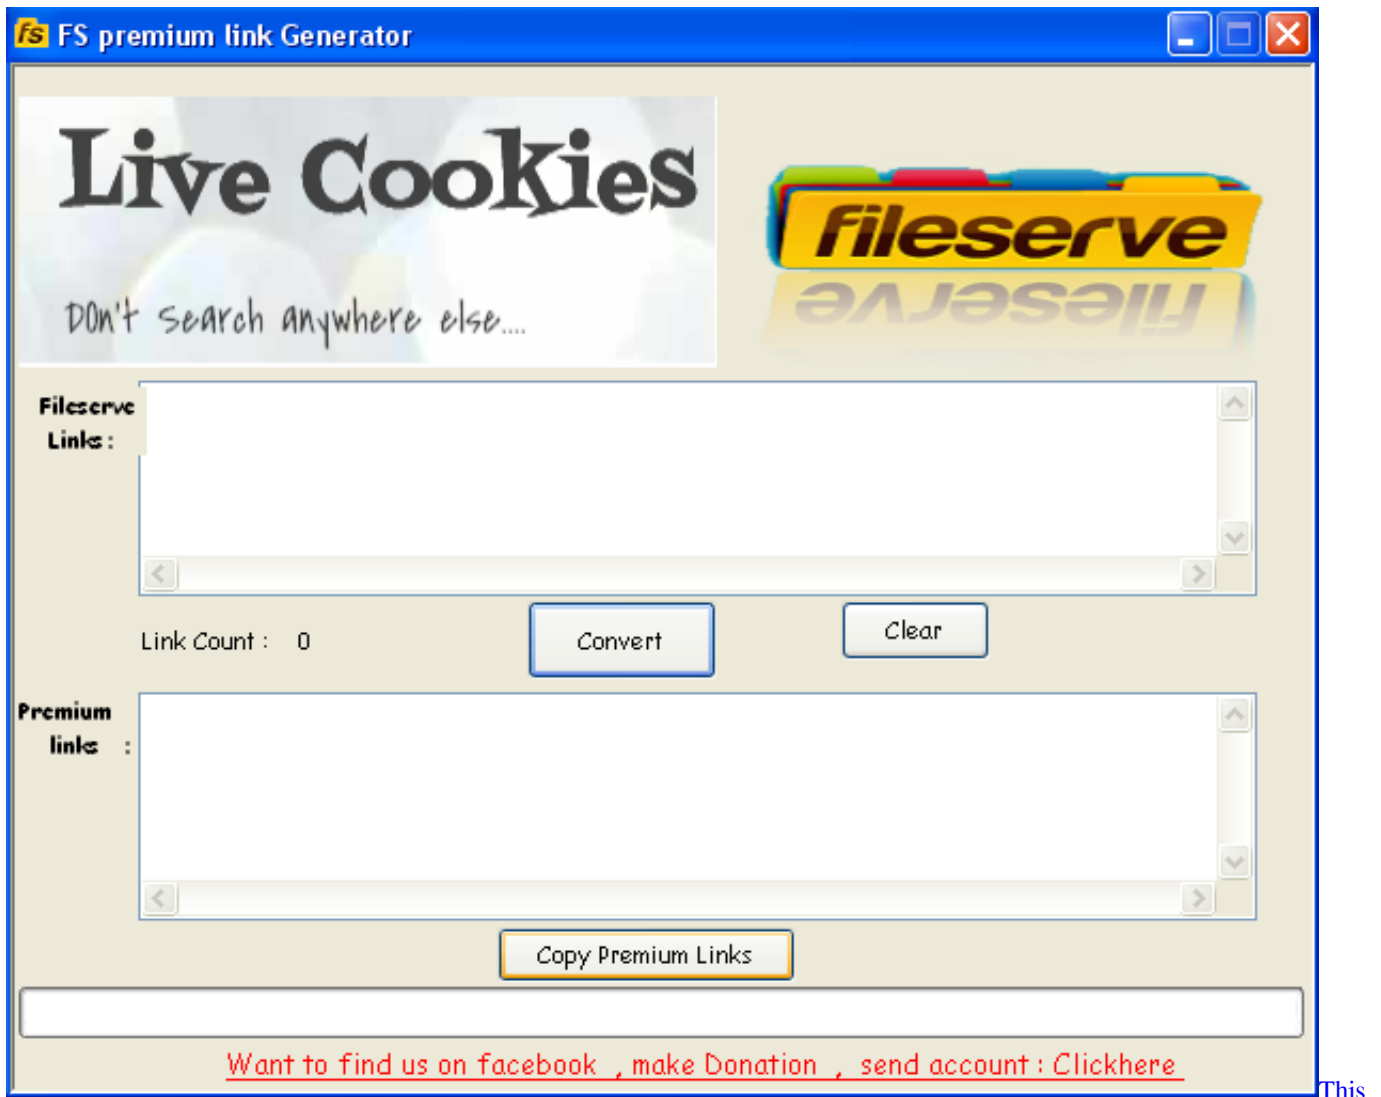 fs FS premium link Generator
Live Cookies
DOn't search anywhere else....
fileserve
Fileserve
Links :
Link Count : 0
Convert
Clear
Premium
links :
Copy Premium Links
Want to find us on facebook , make Donation , send account : Clickhere
This